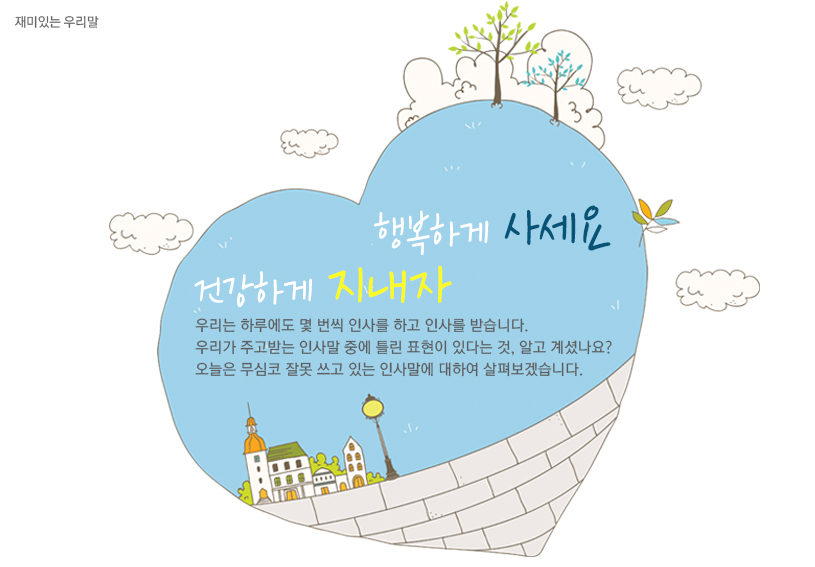 재미있는 우리말
행복하게 사세요
건강하게 지내자
우리는 하루에도 몇 번씩 인사를 하고 인사를 받습니다.
우리가 주고받는 인사말 중에 틀린 표현이 있다는 것, 알고 계셨나요?
오늘은 무심코 잘못 쓰고 있는 인사말에 대하여 살펴보겠습니다.